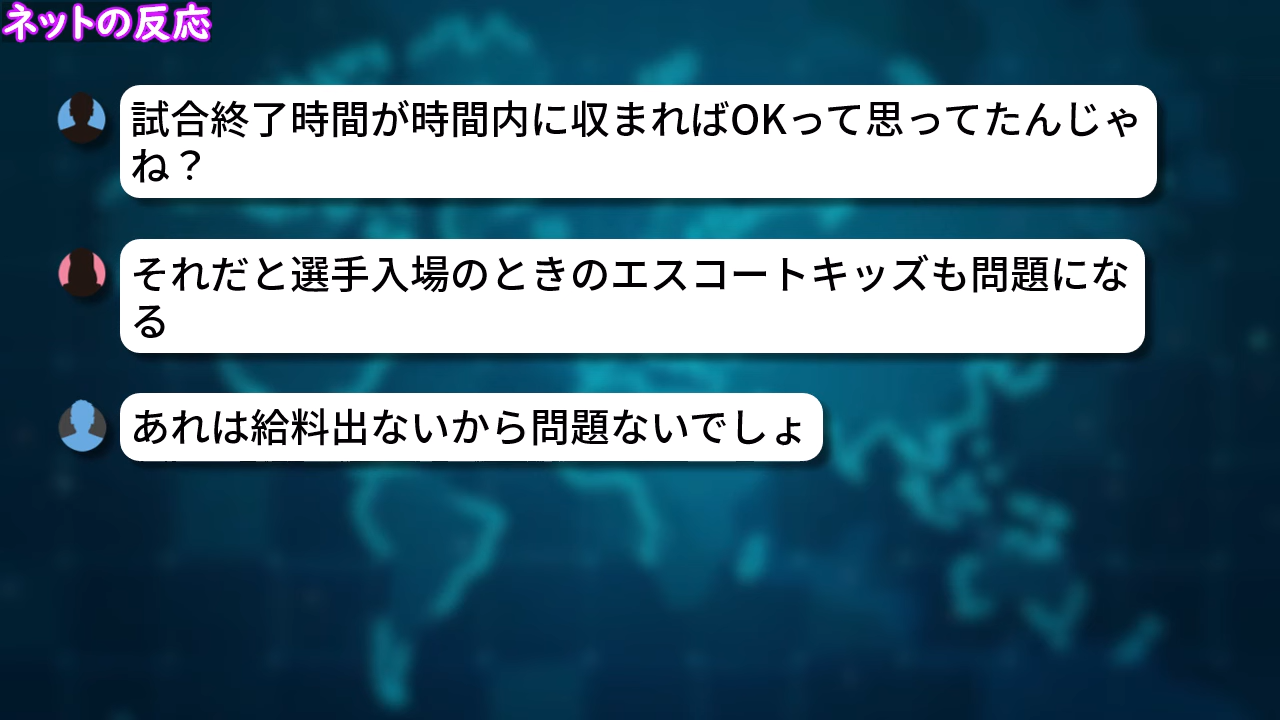 ネットの反応
試合終了時間が時間内に収まればOKって思ってたんじゃ
ね？
それだと選手入場のときのエスコートキッズも問題にな
る
あれは給料出ないから問題ないでしょ